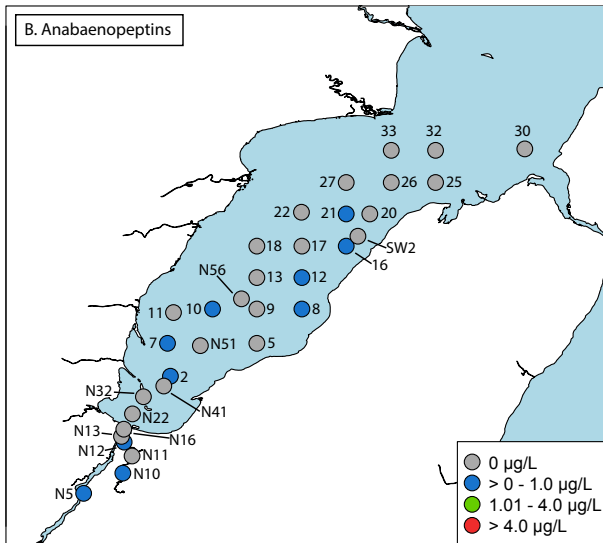 B. Anabaenopeptins
33 32 30
27 26 25
22 21 20
SW2
18 17
16
N56 13 12
11 10 9 8
7 N51 5
2
N32
N41
N22
N13 N16
N12 N11
N10
N5
0 µg/L
> 0 - 1.0 µg/L
1.01 - 4.0 µg/L
> 4.0 µg/L